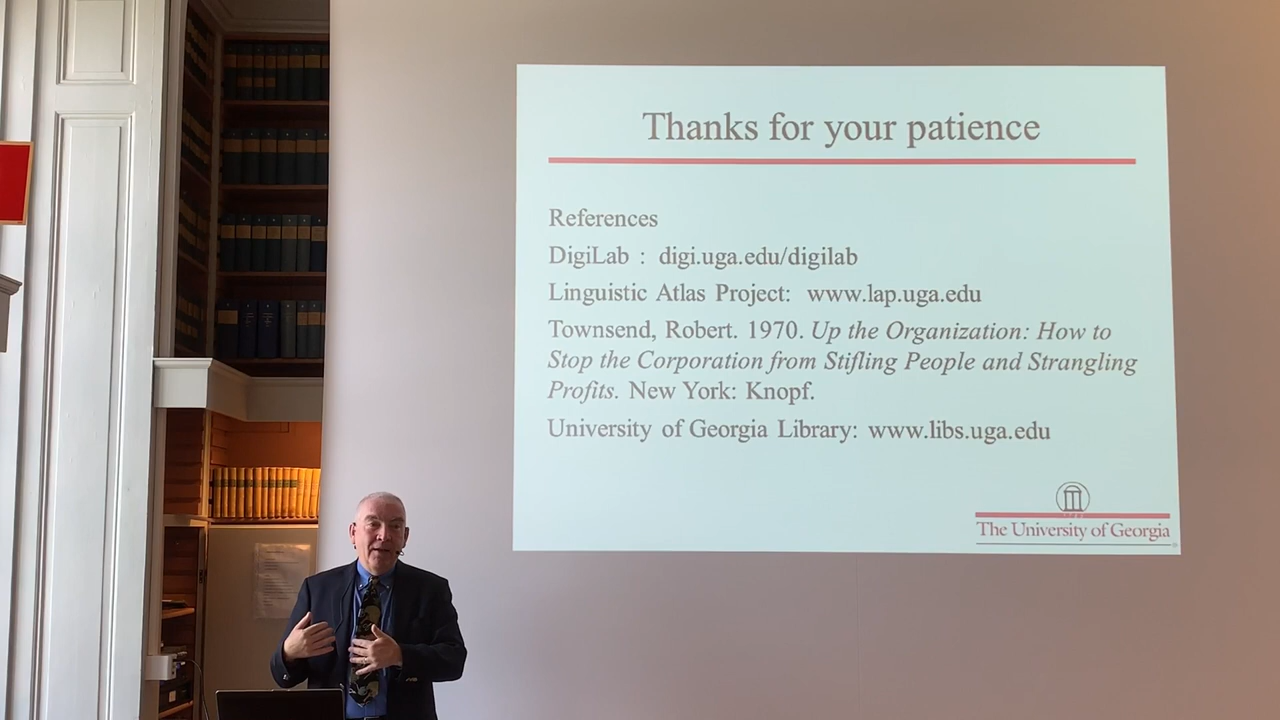 Thanks for your patience
References
DigiLab : digi.uga.edu/digilab
Linguistic Atlas Project: www.lap.uga.edu
Townsend, Robert. 1970. Up the Organization: How to
Stop the Corporation from Stifling People and Strangling
Profits. New York: Knopf.
University of Georgia Library: www.libs.uga.edu
The University of Georgia